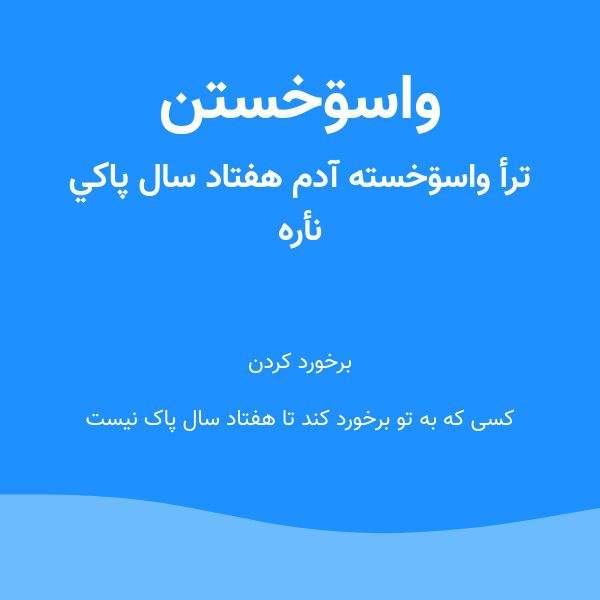 واسۊخستن
ترأ واسۊخسته آدم هفتاد سال پاکي
نأره
برخورد کردن
کسی که به تو برخورد کند تا هفتاد سال پاک نیست